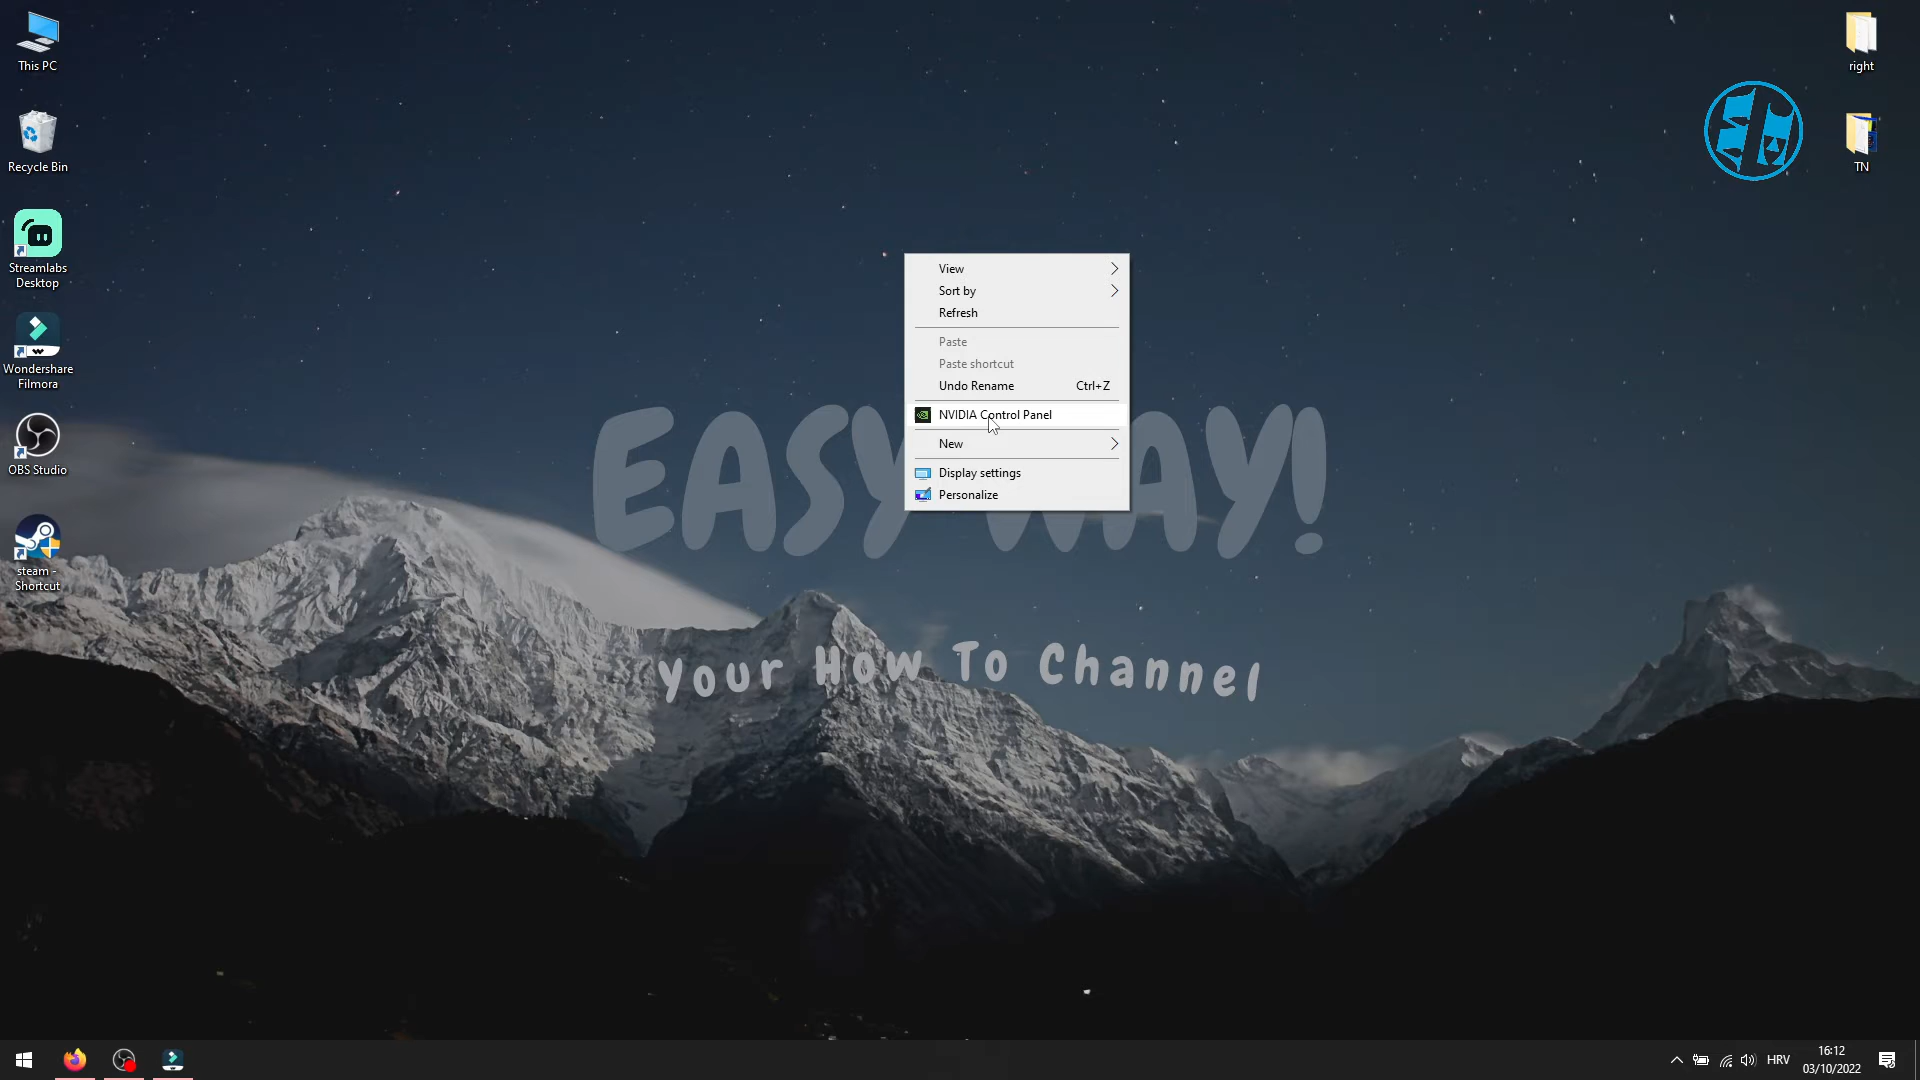 This PC
Recycle Bin
Streamlabs
Desktop
Wondershare
Filmora
OBS Studio
steam -
Shortcut
right
TN
View
Sort by
Refresh
Paste
Paste shortcut
Undo Rename Ctrl+Z
NVIDIA Control Panel
New
Display settings
Personalize
EASY WAY!
Your How To Channel
HRV
16:12
03/10/2022